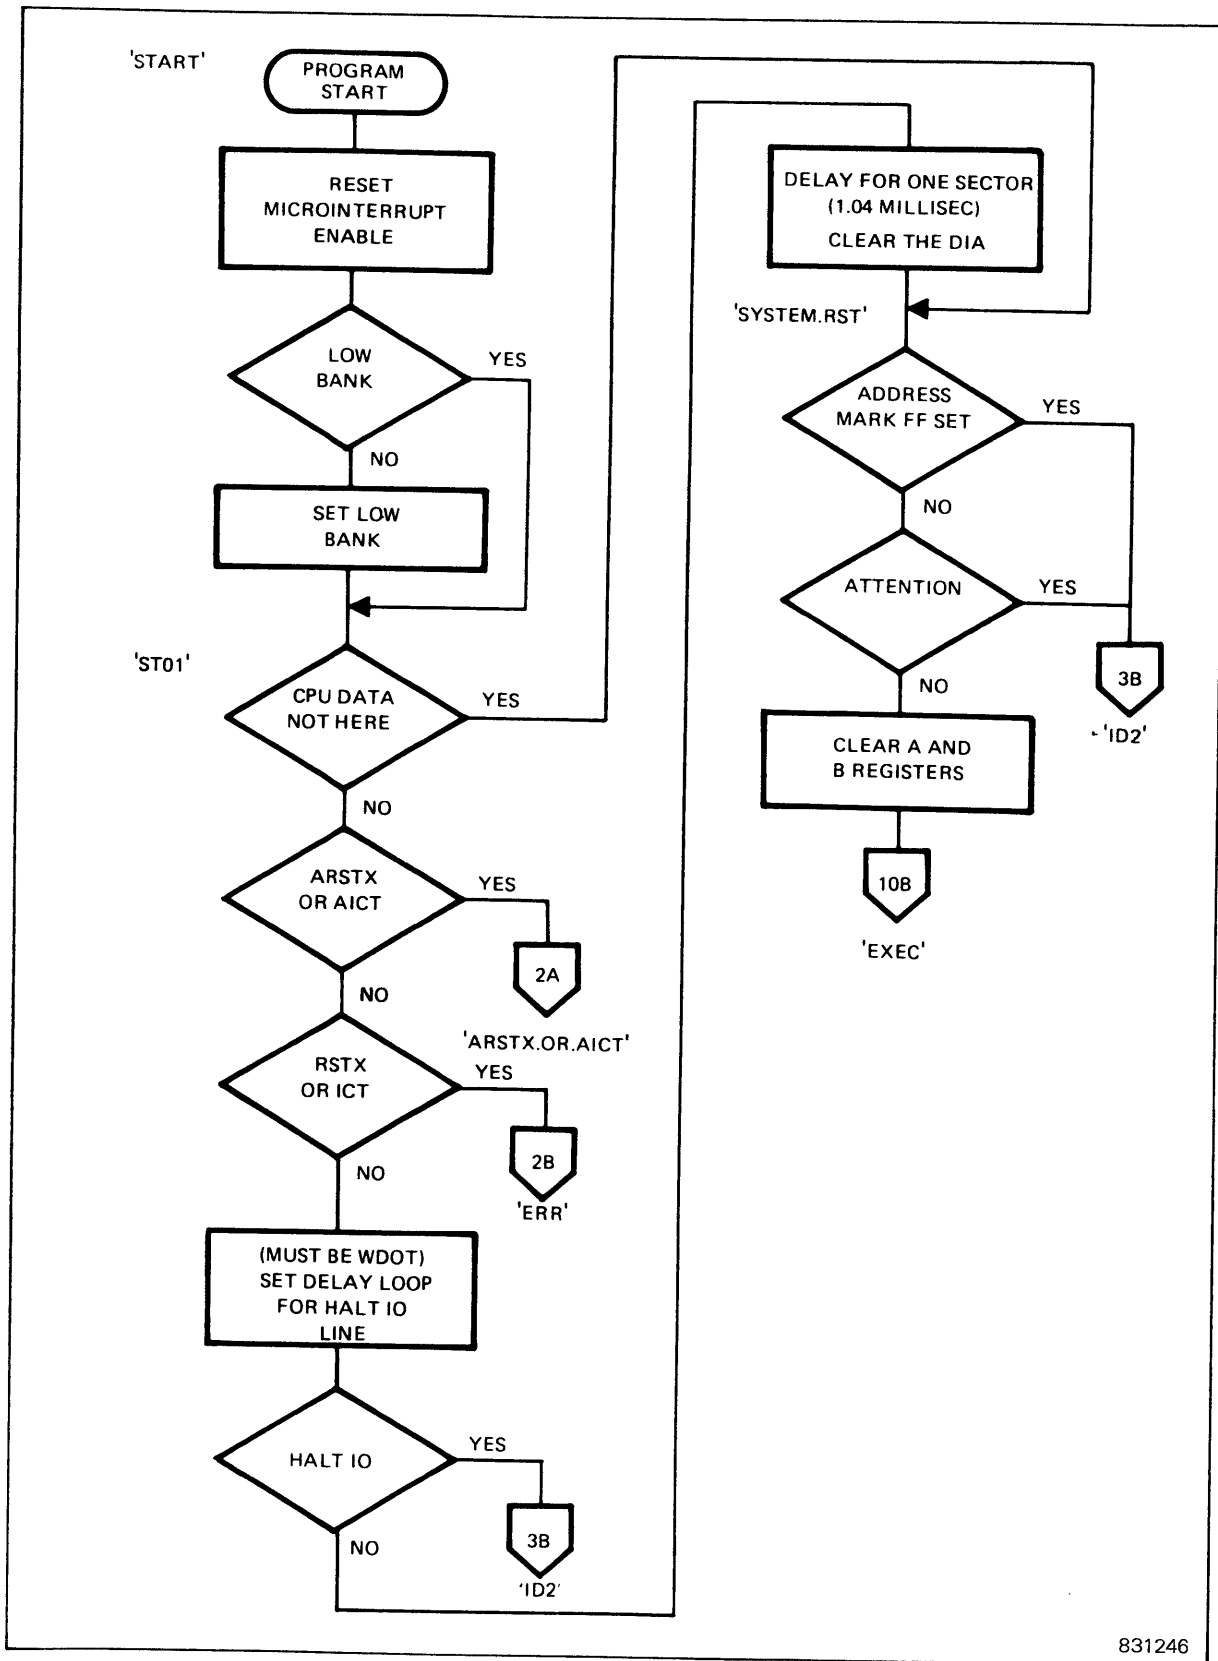 'START'
PROGRAM
START
RESET
MICROINTERRUPT
ENABLE
LOW
BANK
YES
NO
SET LOW
BANK
'ST01'
CPU DATA
NOT HERE
YES
NO
ARSTX
OR AICT
YES
2A
'ARSTX.OR.AICT'
NO
RSTX
OR ICT
YES
2B
'ERR'
NO
(MUST BE WDOT)
SET DELAY LOOP
FOR HALT IO
LINE
HALT IO
YES
3B
'ID2'
NO
DELAY FOR ONE SECTOR
(1.04 MILLISEC)
CLEAR THE DIA
'SYSTEM.RST'
ADDRESS
MARK FF SET
YES
NO
ATTENTION
YES
3B
'ID2'
NO
CLEAR A AND
B REGISTERS
10B
'EXEC'
831246